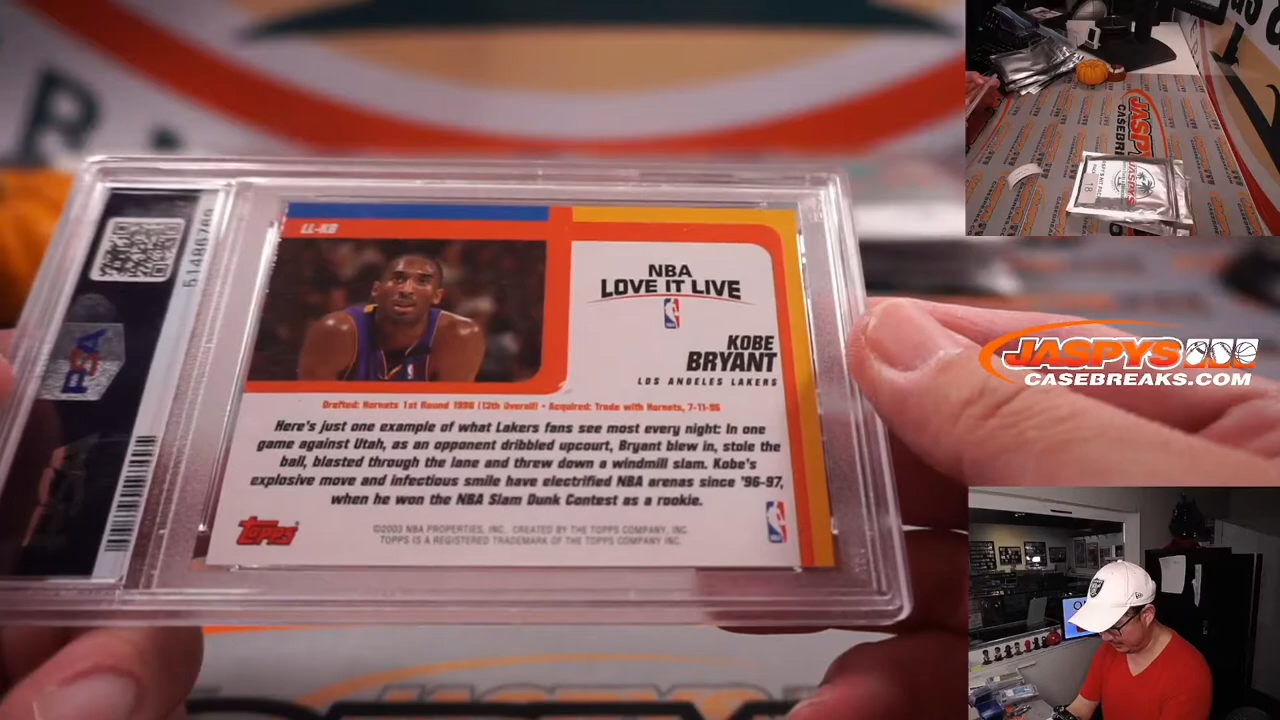 LL-KB
NBA
LOVE IT LIVE
KOBE
BRYANT
LOS ANGELES LAKERS
Drafted: Hornets 1st Round 1996 (13th Overall) • Acquired: Trade with Hornets, 7-11-96
Here's just one example of what Lakers fans see most every night: In one
game against Utah, as an opponent dribbled upcourt, Bryant blew in, stole the
ball, blasted through the lane and threw down a windmill slam. Kobe's
explosive move and infectious smile have electrified NBA arenas since '96-97,
when he won the NBA Slam Dunk Contest as a rookie.
TOPPS
©2003 NBA PROPERTIES, INC. CREATED BY THE TOPPS COMPANY, INC.
TOPPS IS A REGISTERED TRADEMARK OF THE TOPPS COMPANY INC.
PSA
JASPYS
CASEBREAKS.COM
JASPYS